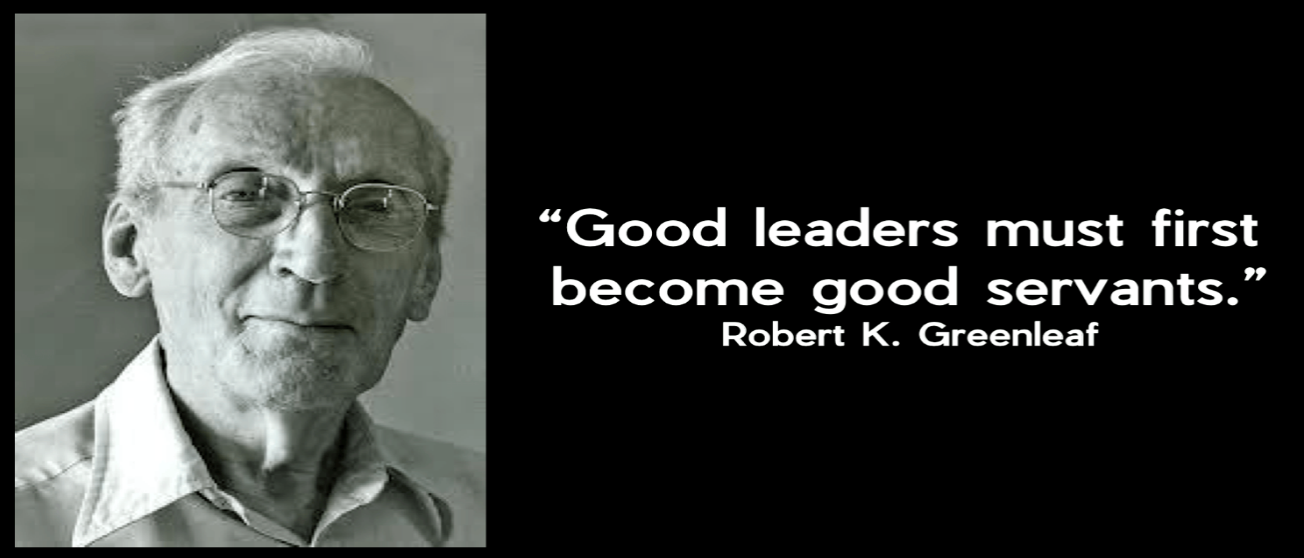 “Good leaders must first
become good servants.”
Robert K. Greenleaf